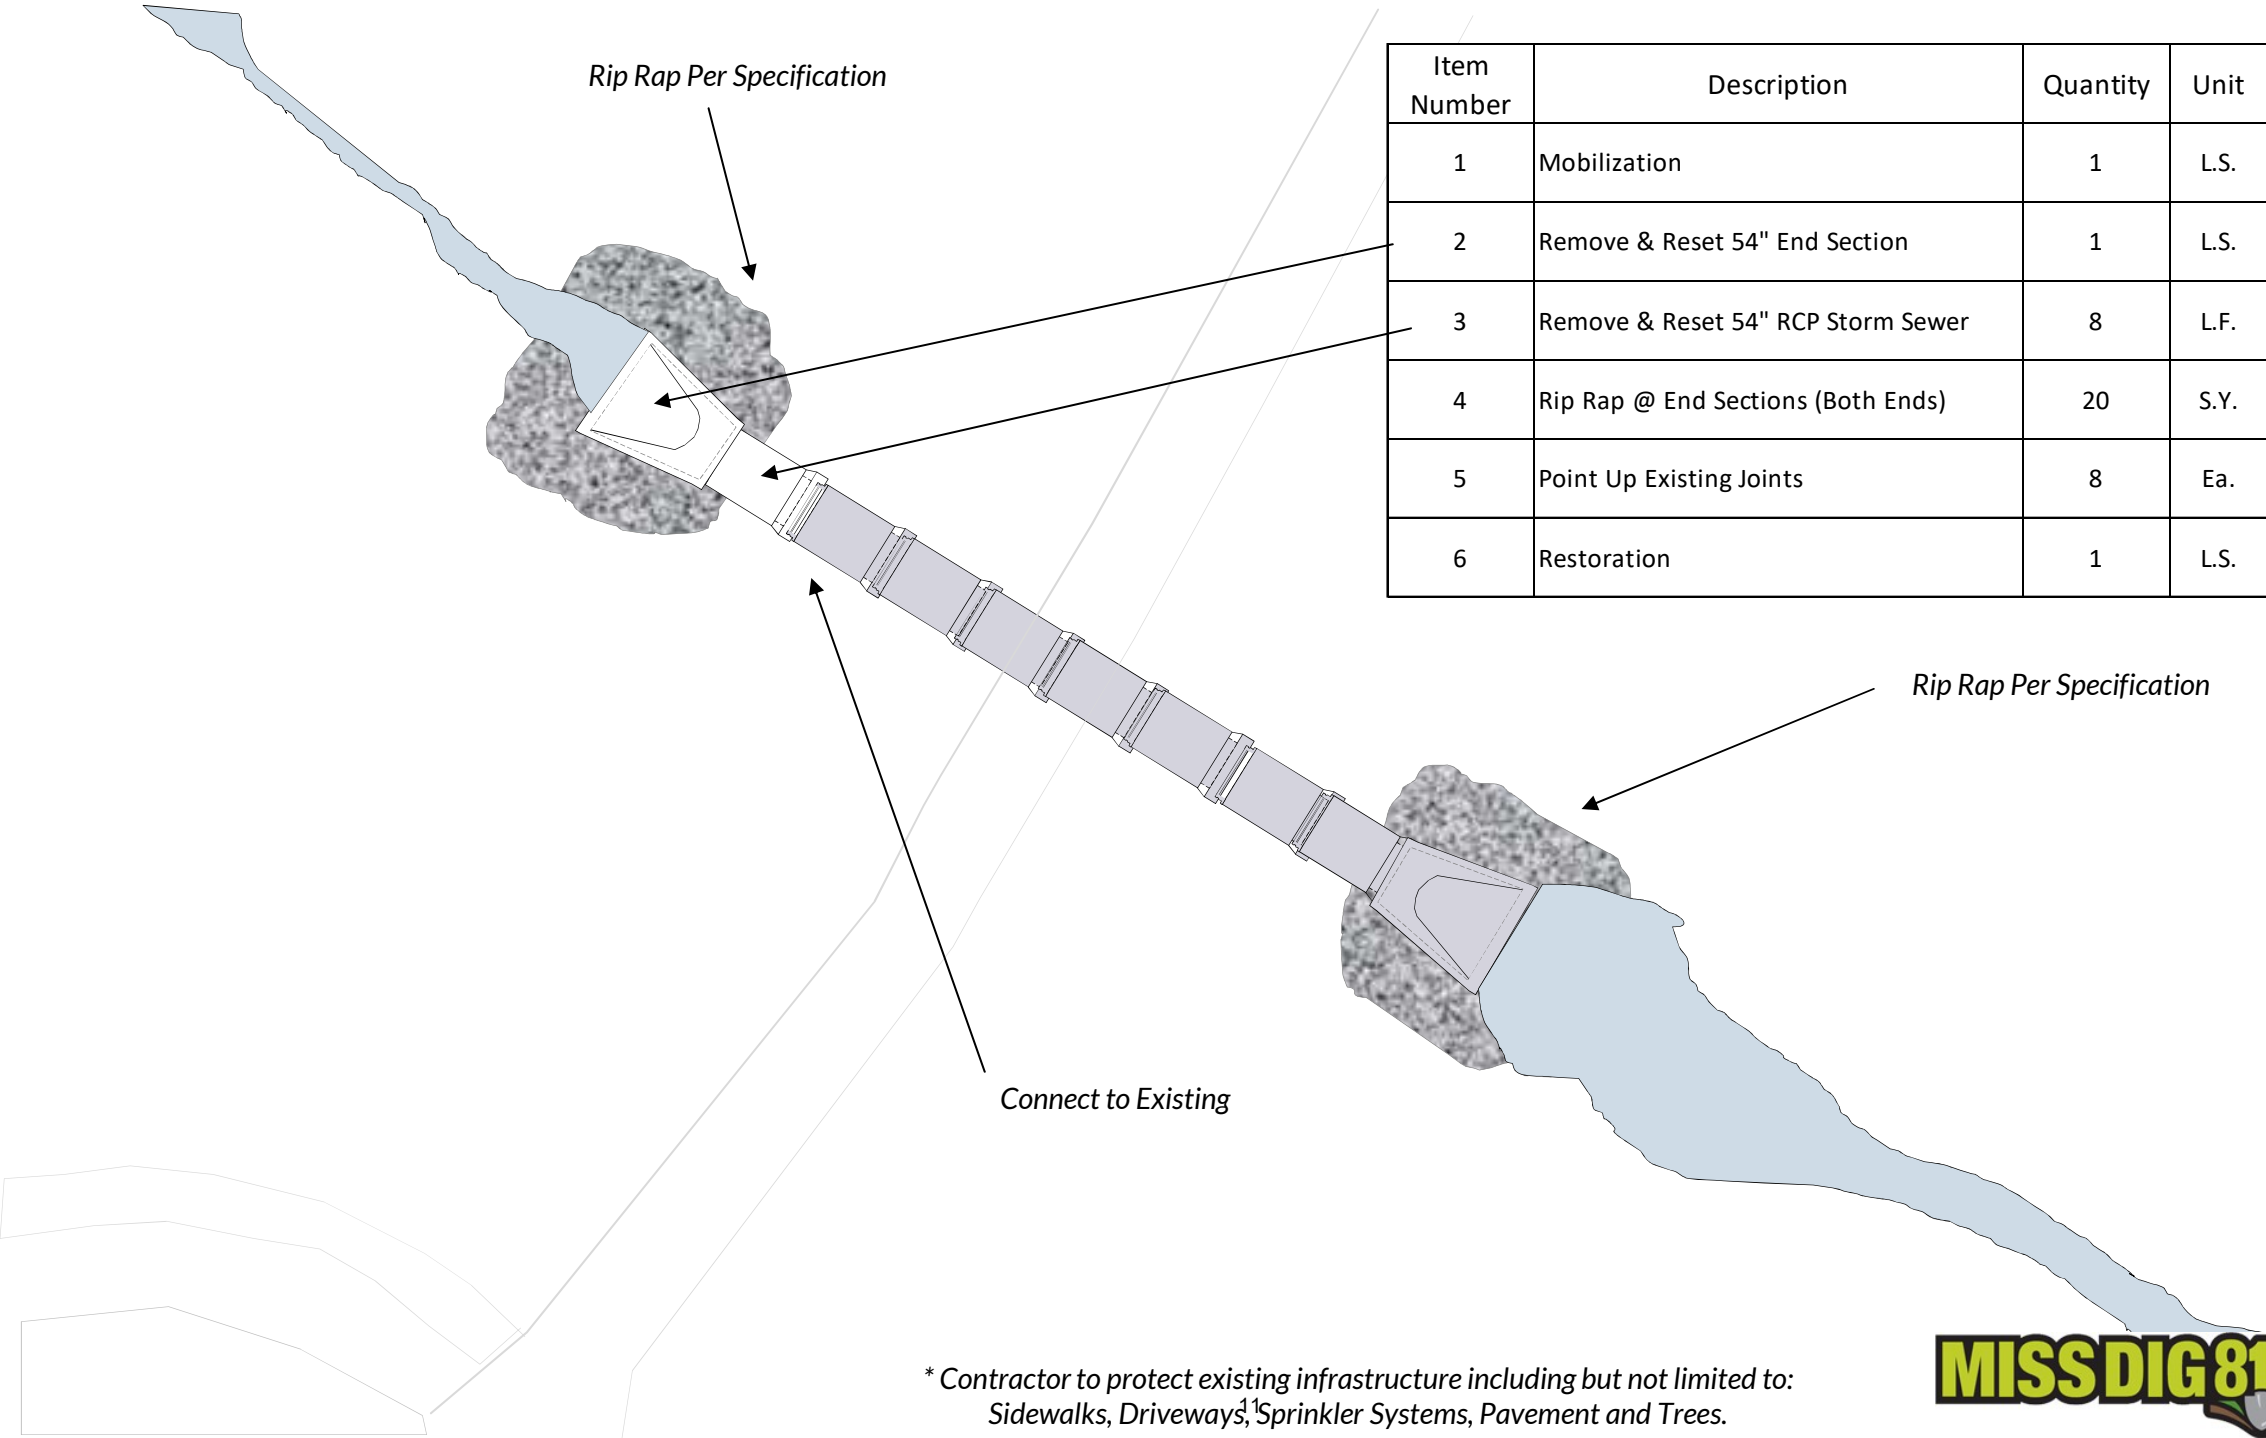 Rip Rap Per Specification
Item Number Description Quantity Unit
1 Mobilization 1 L.S.
2 Remove & Reset 54" End Section 1 L.S.
3 Remove & Reset 54" RCP Storm Sewer 8 L.F.
4 Rip Rap @ End Sections (Both Ends) 20 S.Y.
5 Point Up Existing Joints 8 Ea.
6 Restoration 1 L.S.
Rip Rap Per Specification
Connect to Existing
* Contractor to protect existing infrastructure including but not limited to:
Sidewalks, Driveways, Sprinkler Systems, Pavement and Trees.
11
MISS DIG 81